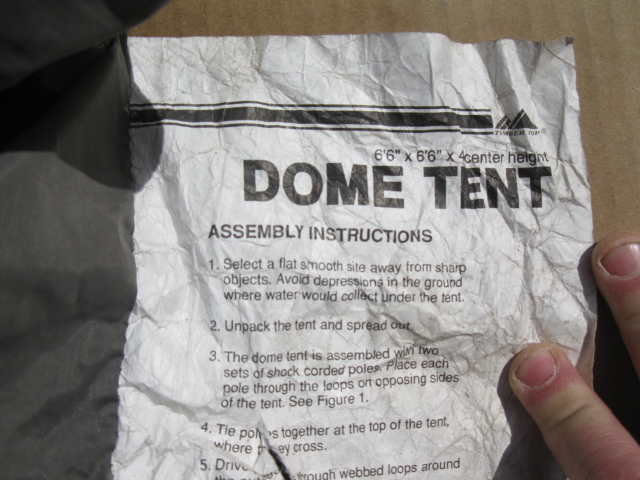 TIMBER TOP
6'6" x 6'6" x 4center height
DOME TENT
ASSEMBLY INSTRUCTIONS
1. Select a flat smooth site away from sharp
objects. Avoid depressions in the ground
where water would collect under the tent.
2. Unpack the tent and spread out
3. The dome tent is assembled with two
sets of shock corded poles. Place each
pole through the loops on opposing sides
of the tent. See Figure 1.
4. Tie poles together at the top of the tent,
where they cross.
5. Drive through webbed loops around